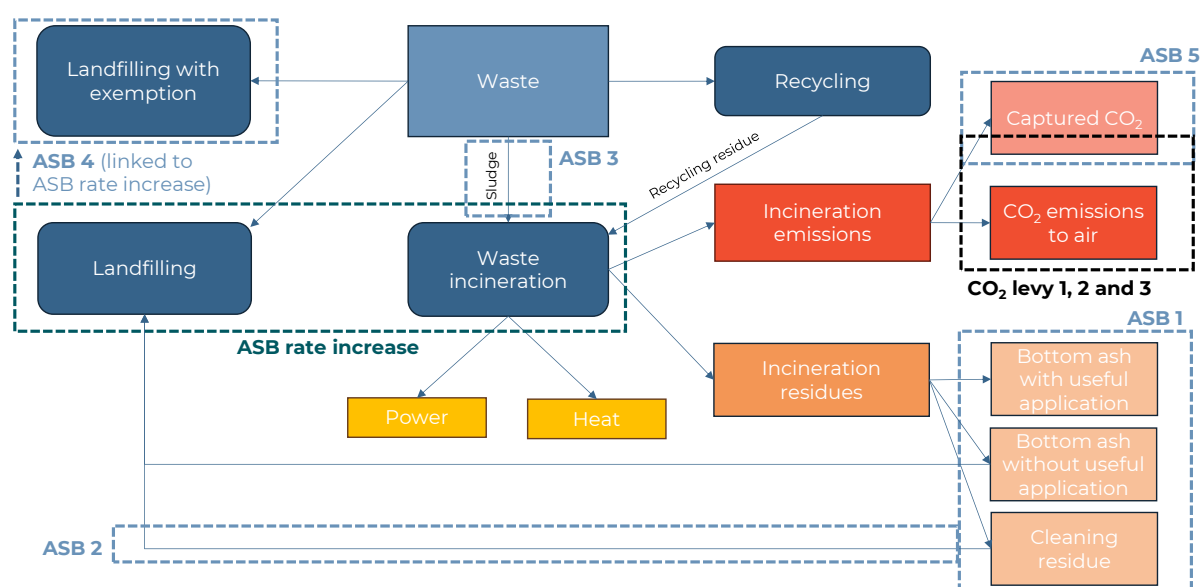 Landfilling with
exemption
Waste
Recycling
ASB 5
Captured CO₂
ASB 4 (linked to
ASB rate increase)
Sludge
ASB 3
Recycling residue
Landfilling
Waste
incineration
Incineration
emissions
CO₂ emissions
to air
CO₂ levy 1, 2 and 3
ASB rate increase
ASB 1
Power
Heat
Incineration
residues
Bottom ash
with useful
application
Bottom ash
without useful
application
ASB 2
Cleaning
residue